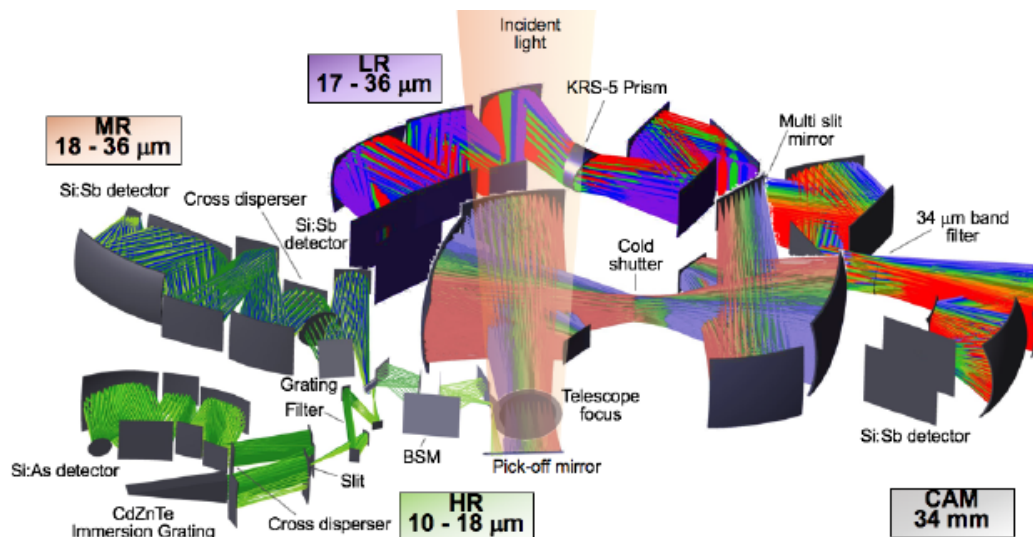 Incident
light
LR
17 - 36 μm
KRS-5 Prism
MR
18 - 36 μm
Multi slit
mirror
Si:Sb detector
Cross disperser
Si:Sb
detector
Cold
shutter
34 μm band
filter
Grating
Filter
Telescope
focus
BSM
Si:Sb detector
Si:As detector
Slit
Pick-off mirror
CdZnTe
Immersion Grating
Cross disperser
HR
10 - 18 μm
CAM
34 mm